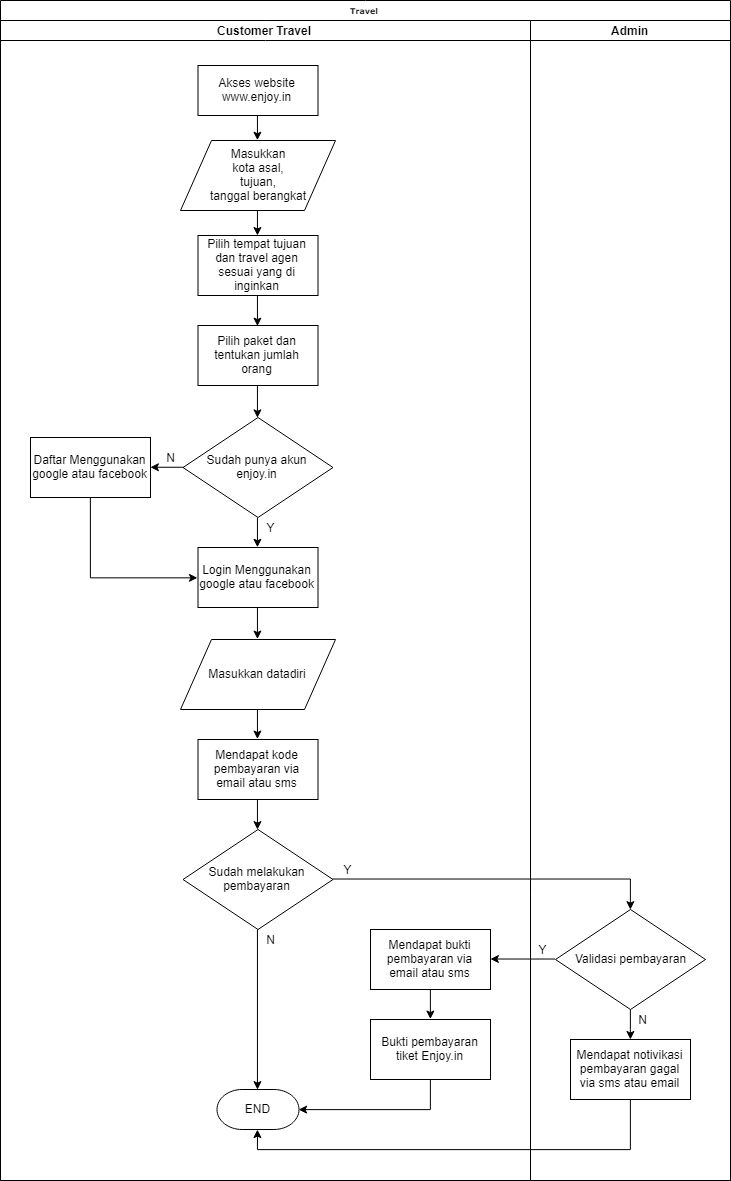 Travel
Customer Travel
Admin
Akses website
www.enjoy.in
Masukkan
kota asal,
tujuan,
tanggal berangkat
Pilih tempat tujuan
dan travel agen
sesuai yang di
inginkan
Pilih paket dan
tentukan jumlah
orang
Sudah punya akun
enjoy.in
N
Daftar Menggunakan
google atau facebook
Y
Login Menggunakan
google atau facebook
Masukkan datadiri
Mendapat kode
pembayaran via
email atau sms
Sudah melakukan
pembayaran
Y
N
Validasi pembayaran
Y
Mendapat bukti
pembayaran via
email atau sms
N
Bukti pembayaran
tiket Enjoy.in
Mendapat notivikasi
pembayaran gagal
via sms atau email
END